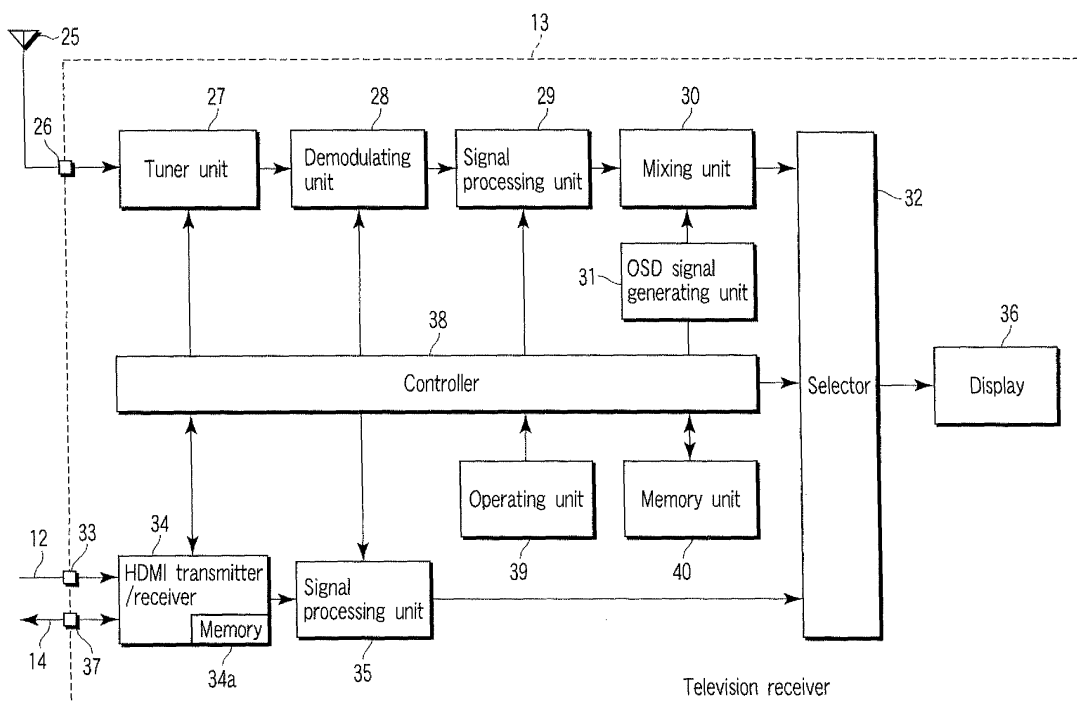 25
13
26
27
28
29
30
Tuner unit
Demodulating
unit
Signal
processing unit
Mixing unit
32
31
OSD signal
generating unit
38
36
Controller
Selector
Display
Operating unit
Memory unit
39
40
12
33
34
HDMI transmitter
/receiver
Memory
Signal
processing unit
14
37
34a
35
Television receiver